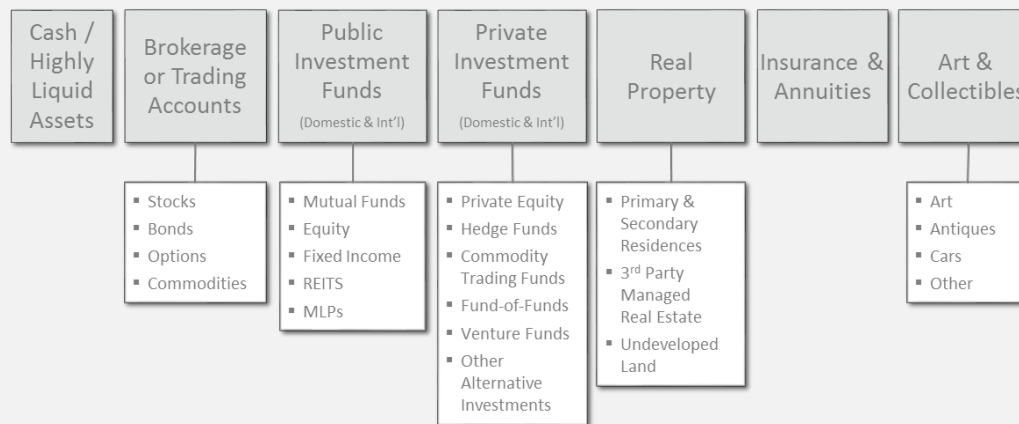 Cash /
Highly
Liquid
Assets
Brokerage
or Trading
Accounts
Public
Investment
Funds
(Domestic & Int'l)
Private
Investment
Funds
(Domestic & Int'l)
Real
Property
Insurance &
Annuities
Art &
Collectibles
▪ Stocks
▪ Bonds
▪ Options
▪ Commodities
▪ Mutual Funds
▪ Equity
▪ Fixed Income
▪ REITS
▪ MLPs
▪ Private Equity
▪ Hedge Funds
▪ Commodity
Trading Funds
▪ Fund-of-Funds
▪ Venture Funds
▪ Other
Alternative
Investments
▪ Primary &
Secondary
Residences
▪ 3rd Party
Managed
Real Estate
▪ Undeveloped
Land
▪ Art
▪ Antiques
▪ Cars
▪ Other